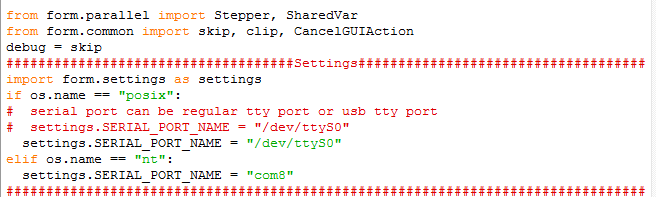 from form.parallel import Stepper, SharedVar
from form.common import skip, clip, CancelGUIAction
debug = skip
####################################Settings####################################
import form.settings as settings
if os.name == "posix":
#  serial port can be regular tty port or usb tty port
#  settings.SERIAL_PORT_NAME = "/dev/ttyS0"
  settings.SERIAL_PORT_NAME = "/dev/ttyS0"
elif os.name == "nt":
  settings.SERIAL_PORT_NAME = "com8"
################################################################################